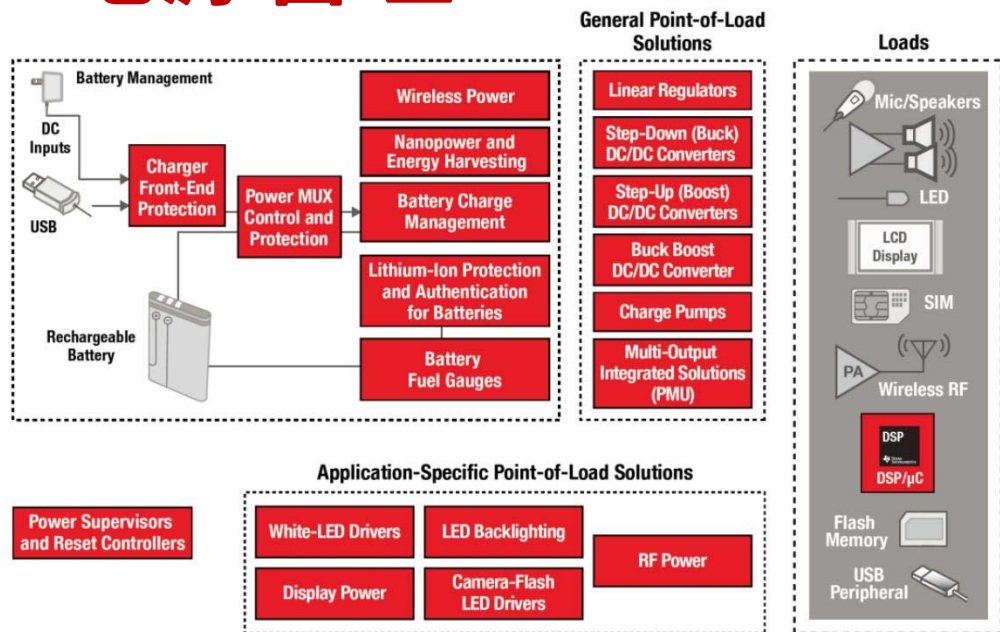 General Point-of-Load
Solutions
Loads
Battery Management
DC
Inputs
USB
Charger
Front-End
Protection
Power MUX
Control and
Protection
Wireless Power
Nanopower and
Energy Harvesting
Battery Charge
Management
Lithium-Ion Protection
and Authentication
for Batteries
Battery
Fuel Gauges
Rechargeable
Battery
Linear Regulators
Step-Down (Buck)
DC/DC Converters
Step-Up (Boost)
DC/DC Converters
Buck Boost
DC/DC Converter
Charge Pumps
Multi-Output
Integrated Solutions
(PMU)
Mic/Speakers
LED
LCD
Display
SIM
PA
Wireless RF
DSP
DSP/µC
Flash
Memory
USB
Peripheral
Application-Specific Point-of-Load Solutions
Power Supervisors
and Reset Controllers
White-LED Drivers
LED Backlighting
RF Power
Display Power
Camera-Flash
LED Drivers